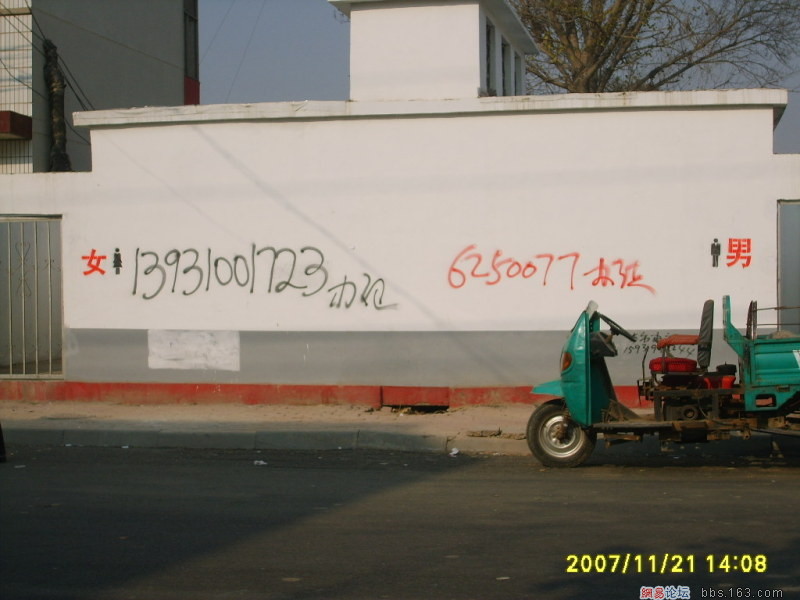 女
13931001723 办证
6250077 办证
男
2007/11/21 14:08
網易论坛 bbs.163.com